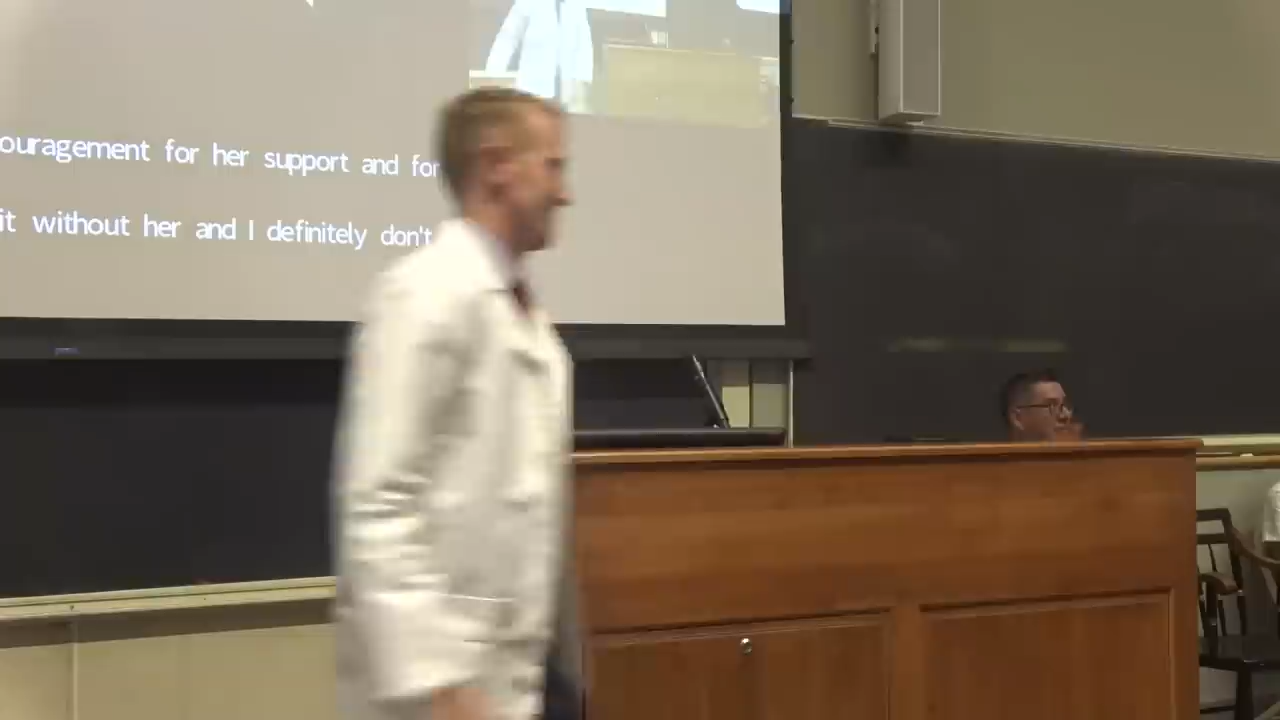 ouragement for her support and for
it without her and I definitely don't